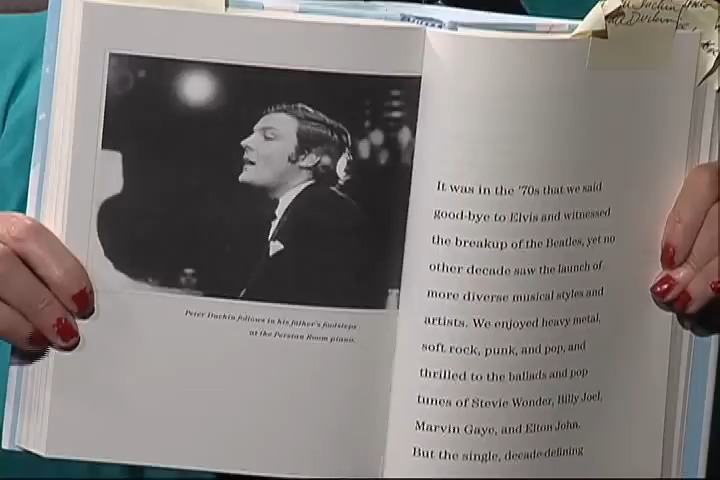 Peter Duchin follows in his father's footsteps
at the Persian Room piano.
It was in the '70s that we said
good-bye to Elvis and witnessed
the breakup of the Beatles, yet no
other decade saw the launch of
more diverse musical styles and
artists. We enjoyed heavy metal,
soft rock, punk, and pop, and
thrilled to the ballads and pop
tunes of Stevie Wonder, Billy Joel,
Marvin Gaye, and Elton John.
But the single, decade-defining